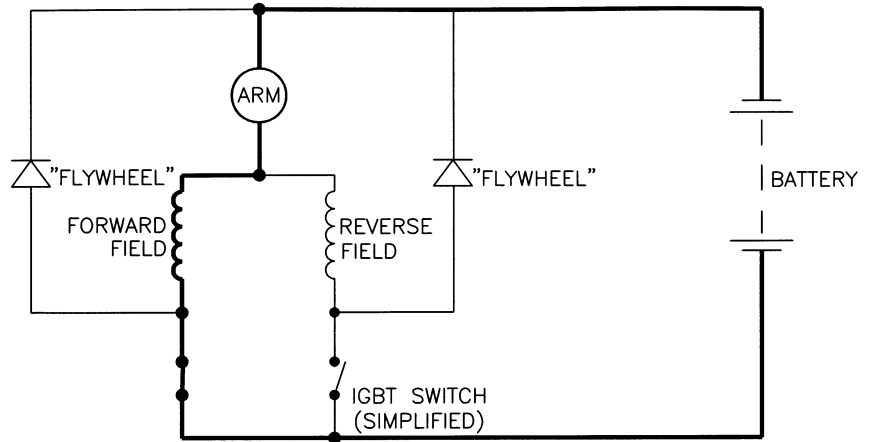 ARM
"FLYWHEEL"
"FLYWHEEL"
BATTERY
FORWARD
FIELD
REVERSE
FIELD
IGBT SWITCH
(SIMPLIFIED)